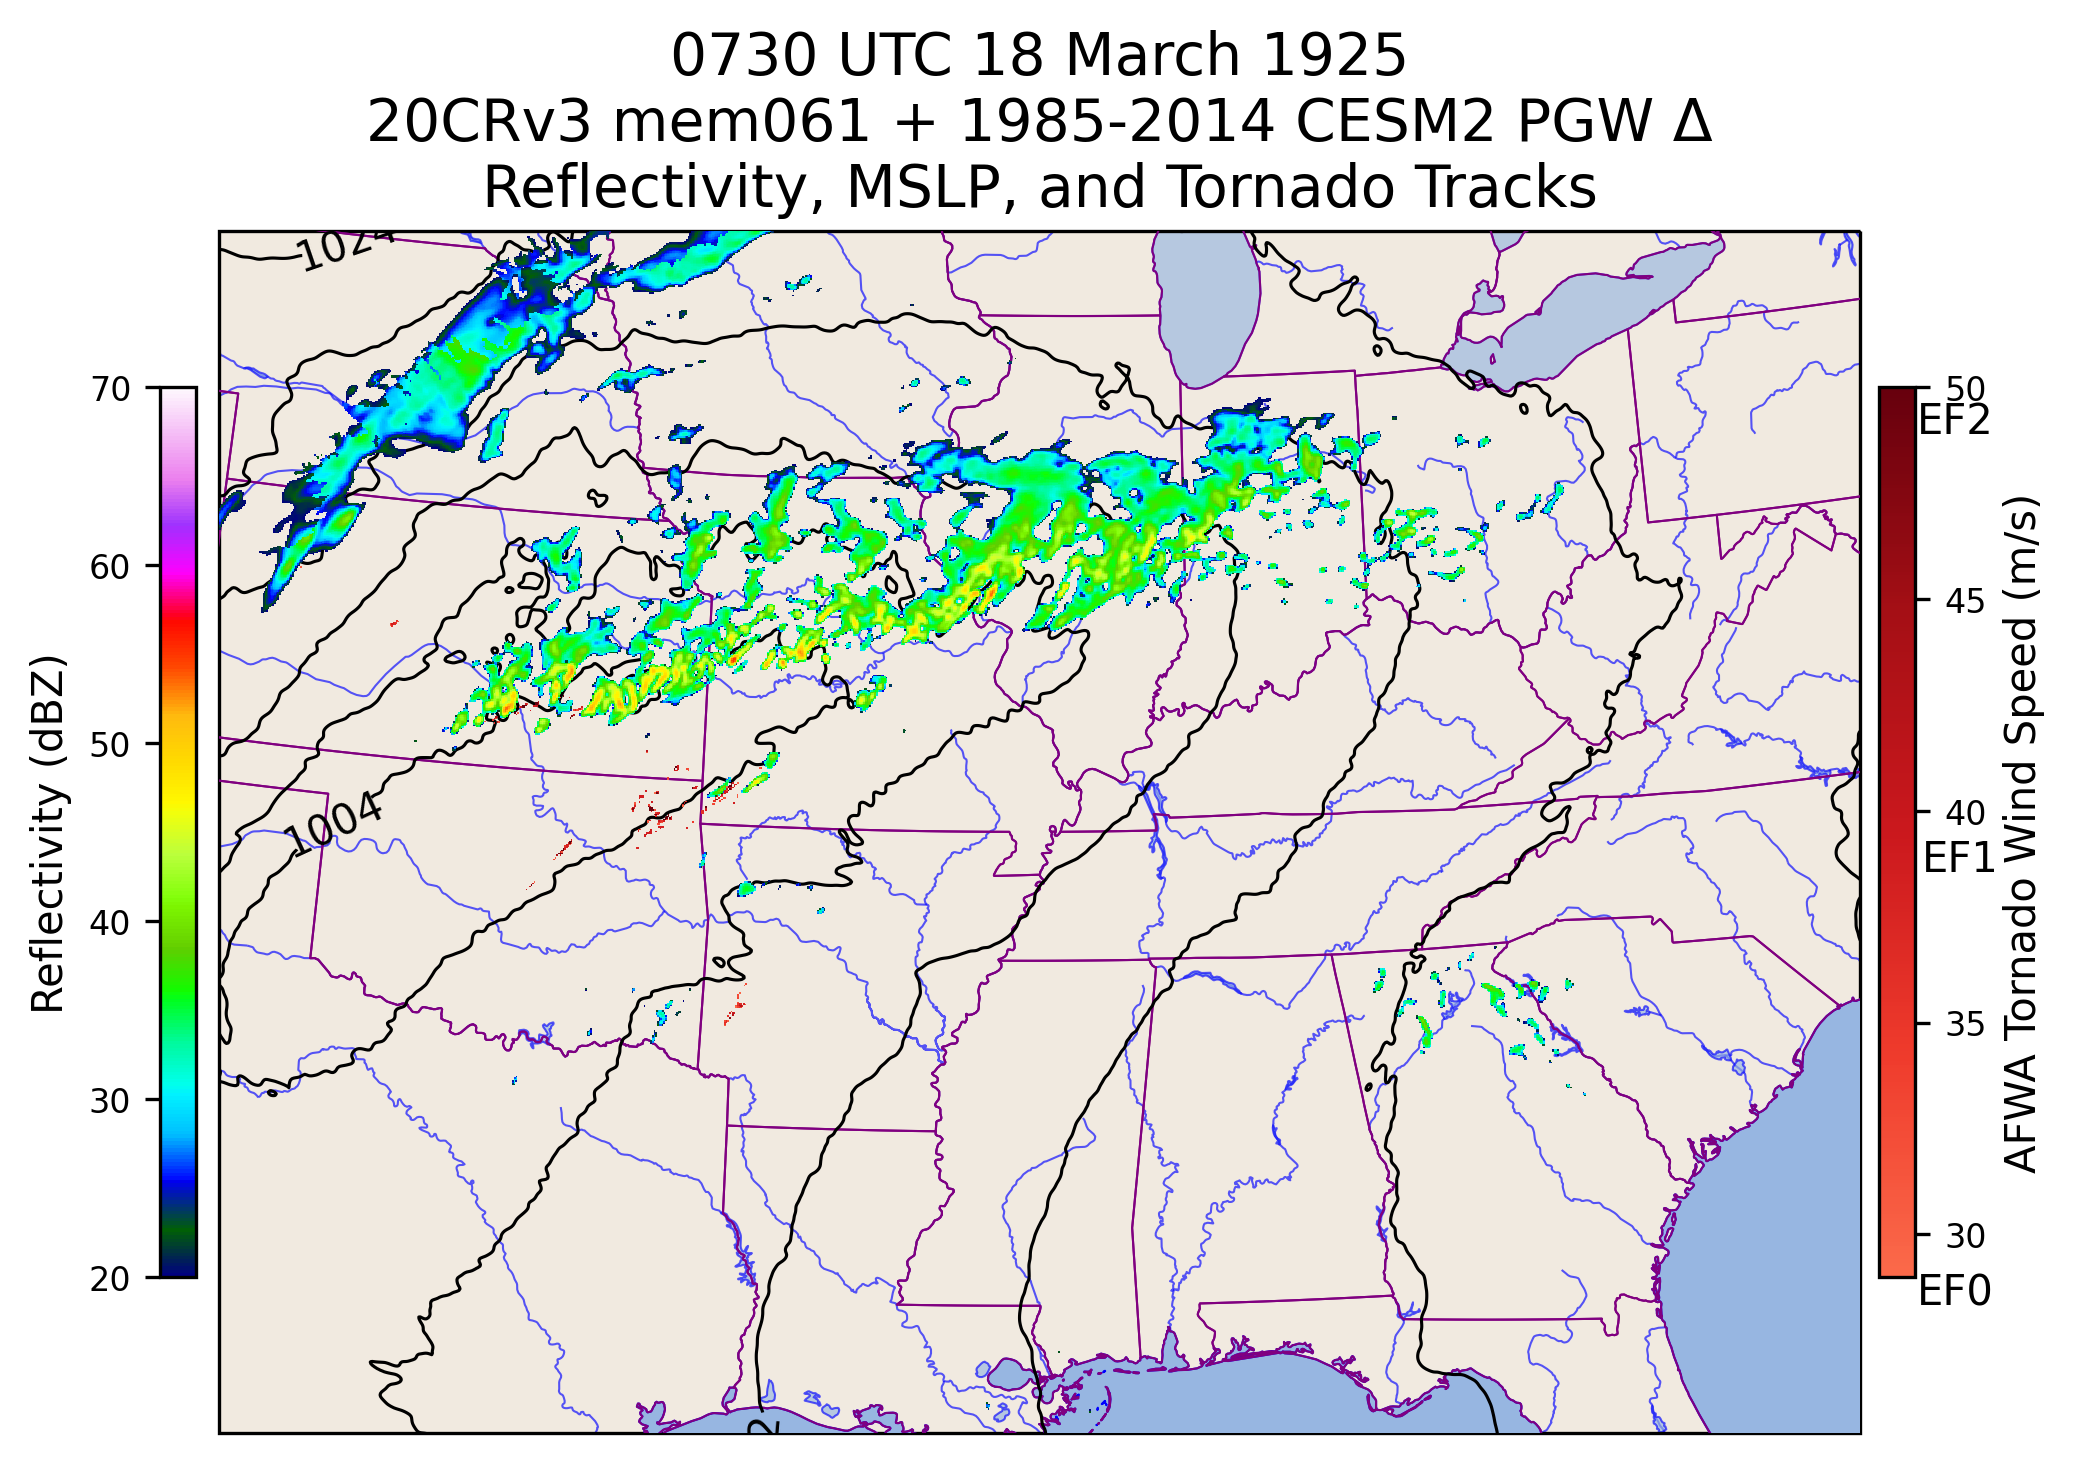 0730 UTC 18 March 1925
20CRv3 mem061 + 1985-2014 CESM2 PGW Δ
Reflectivity, MSLP, and Tornado Tracks
1024
1004
2
70
60
50
40
30
20
Reflectivity (dBZ)
50
EF2
45
40
EF1
35
30
EF0
AFWA Tornado Wind Speed (m/s)